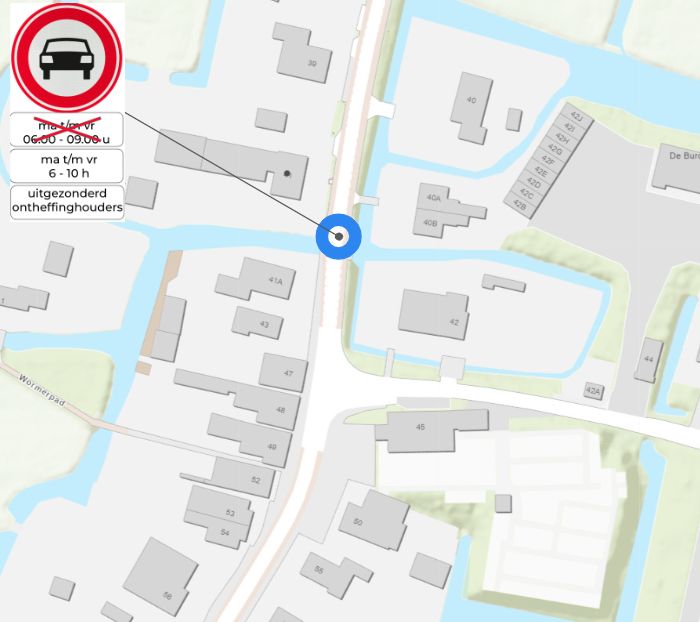 ma t/m vr
06.00 - 09.00 u
ma t/m vr
6 - 10 h
uitgezonderd
ontheffinghouders
39
40
42J
42I
42H
42G
42F
42E
42D
42C
42B
De Buro
40A
40B
41A
43
42
1
44
42A
47
48
49
45
52
53
54
50
55
58
Wormerpad